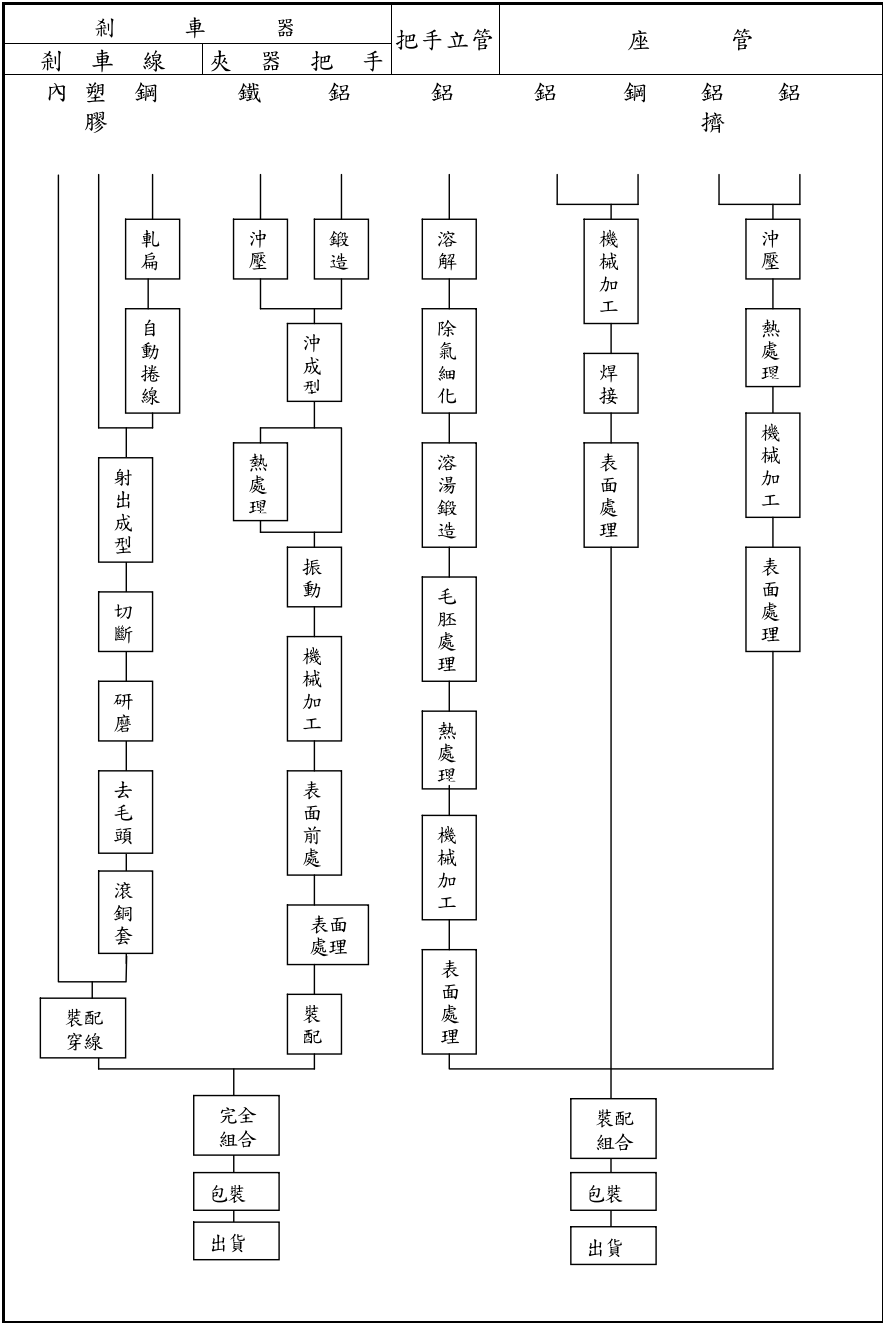 剎車器
把手立管
座管
剎車線
夾器把手
內 塑膠 鋼
鐵 鋁
鋁
鋁 鋼 鋁擠 鋁
軋扁
自動捲線
射出成型
切斷
研磨
去毛頭
滾銅套
裝配
穿線
沖壓
鍛造
沖成型
熱處理
振動
機械加工
表面前處
表面
處理
裝配
完全
組合
包裝
出貨
溶解
除氣細化
溶湯鍛造
毛胚處理
熱處理
機械加工
表面處理
機械加工
焊接
表面處理
沖壓
熱處理
機械加工
表面處理
裝配
組合
包裝
出貨